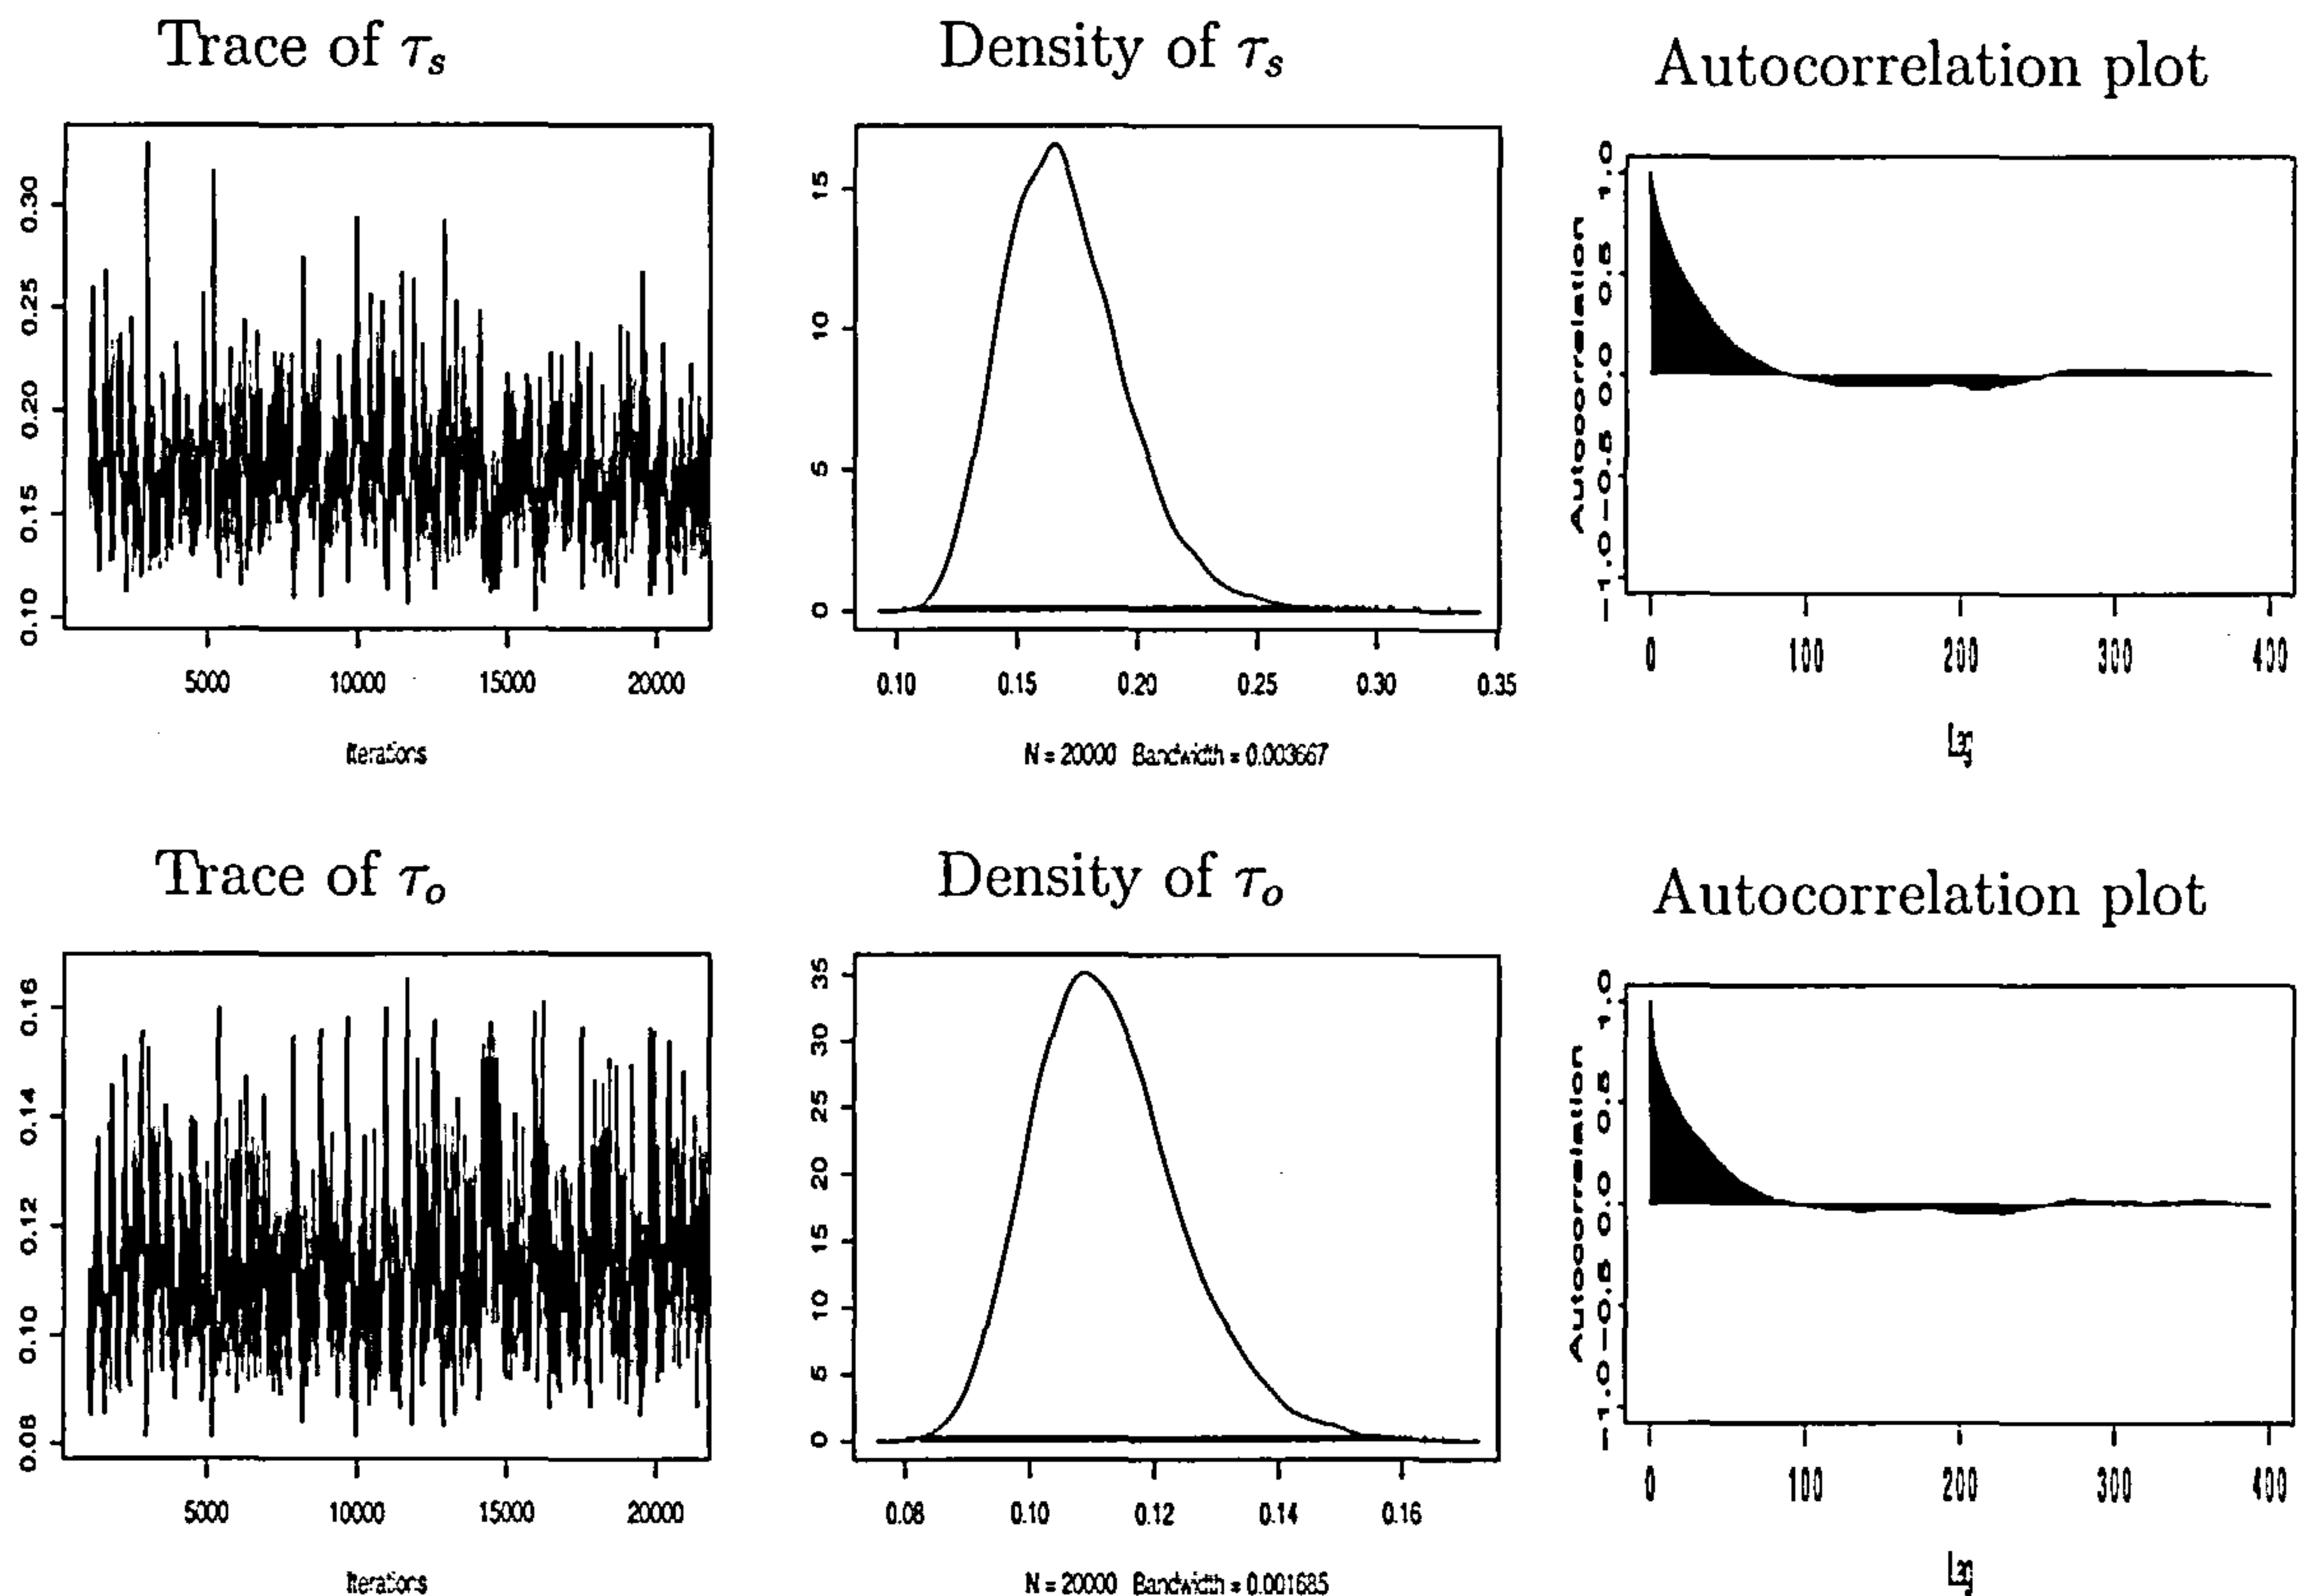 Trace of τₛ
Density of τₛ
Autocorrelation plot
0.10 0.15 0.20 0.25 0.30
5000 10000 15000 20000
Iterations
0 5 10 15
0.10 0.15 0.20 0.25 0.30 0.35
N = 20000 Bandwidth = 0.003667
Autocorrelation
-1.0 -0.5 0.0 0.5 1.0
0 100 200 300 400
Lag
Trace of τₒ
Density of τₒ
Autocorrelation plot
0.08 0.10 0.12 0.14 0.16
5000 10000 15000 20000
Iterations
0 5 10 15 20 25 30 35
0.08 0.10 0.12 0.14 0.16
N = 20000 Bandwidth = 0.001685
Autocorrelation
-1.0 -0.5 0.0 0.5 1.0
0 100 200 300 400
Lag